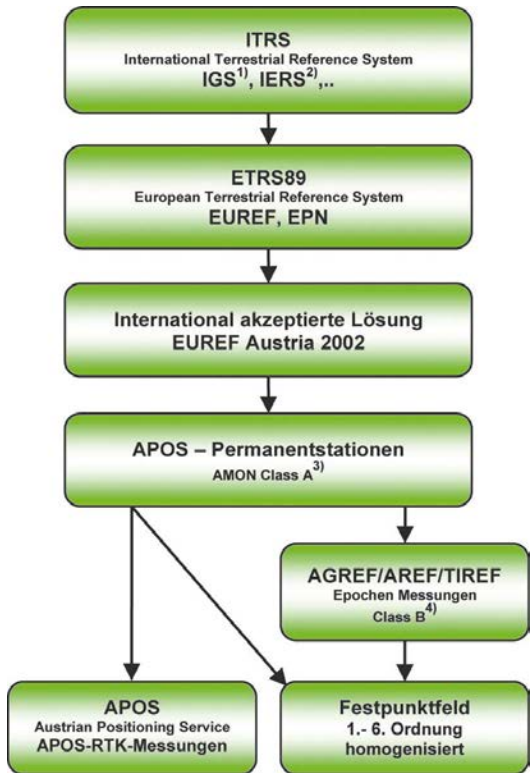 ITRS
International Terrestrial Reference System
IGS1), IERS2),..
ETRS89
European Terrestrial Reference System
EUREF, EPN
International akzeptierte Lösung
EUREF Austria 2002
APOS – Permanentstationen
AMON Class A3)
AGREF/AREF/TIREF
Epochen Messungen
Class B4)
APOS
Austrian Positioning Service
APOS-RTK-Messungen
Festpunktfeld
1.- 6. Ordnung
homogenisiert